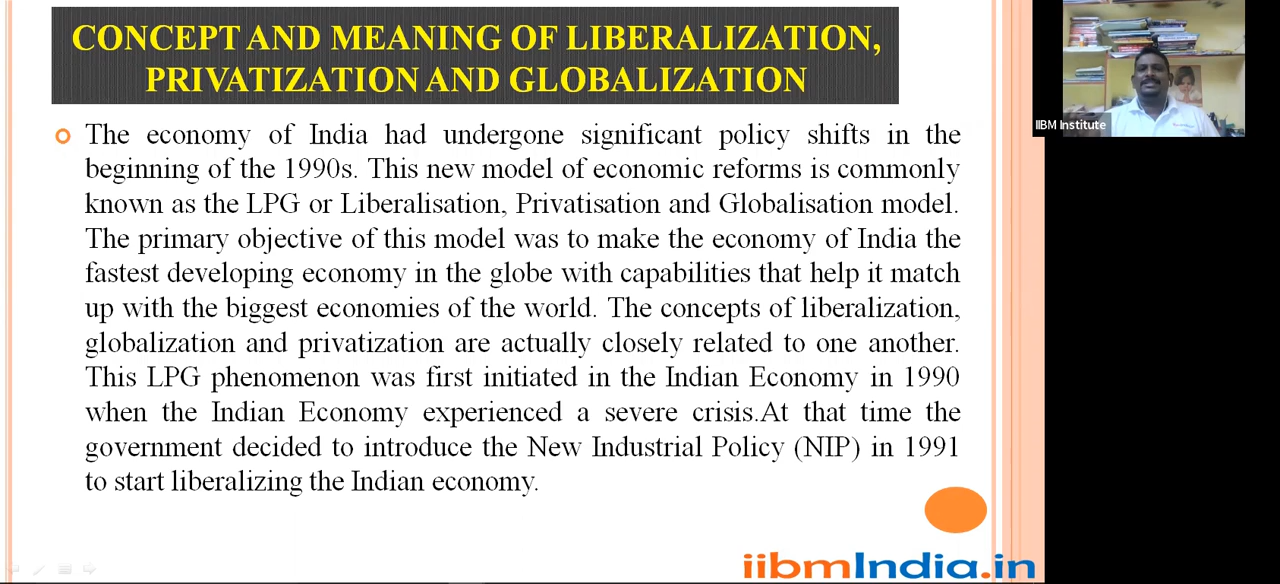 CONCEPT AND MEANING OF LIBERALIZATION,
PRIVATIZATION AND GLOBALIZATION
The economy of India had undergone significant policy shifts in the
beginning of the 1990s. This new model of economic reforms is commonly
known as the LPG or Liberalisation, Privatisation and Globalisation model.
The primary objective of this model was to make the economy of India the
fastest developing economy in the globe with capabilities that help it match
up with the biggest economies of the world. The concepts of liberalization,
globalization and privatization are actually closely related to one another.
This LPG phenomenon was first initiated in the Indian Economy in 1990
when the Indian Economy experienced a severe crisis.At that time the
government decided to introduce the New Industrial Policy (NIP) in 1991
to start liberalizing the Indian economy.
IIBM Institute
iibmIndia.in